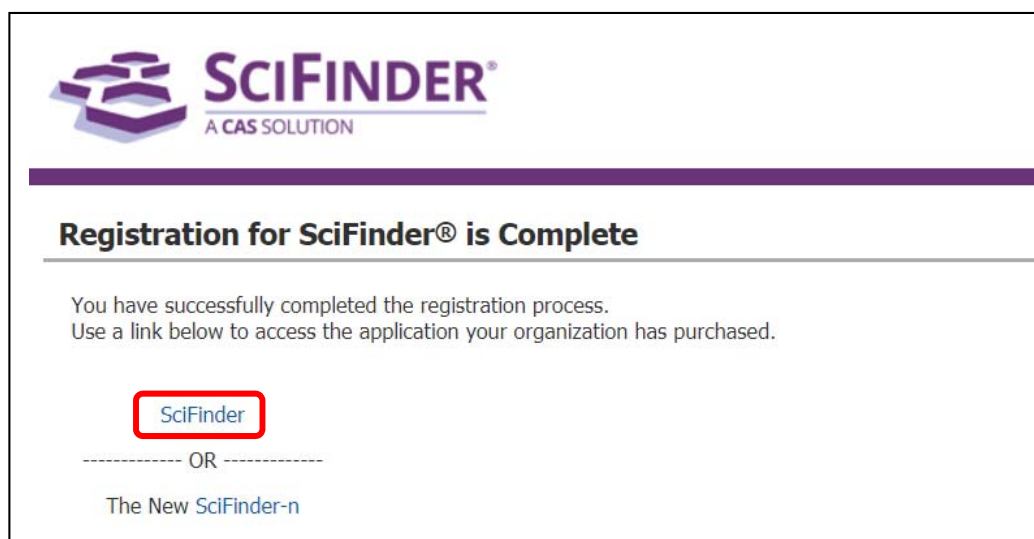 SCIFINDER®
A CAS SOLUTION
Registration for SciFinder® is Complete
You have successfully completed the registration process.
Use a link below to access the application your organization has purchased.
SciFinder
------------- OR -------------
The New SciFinder-n